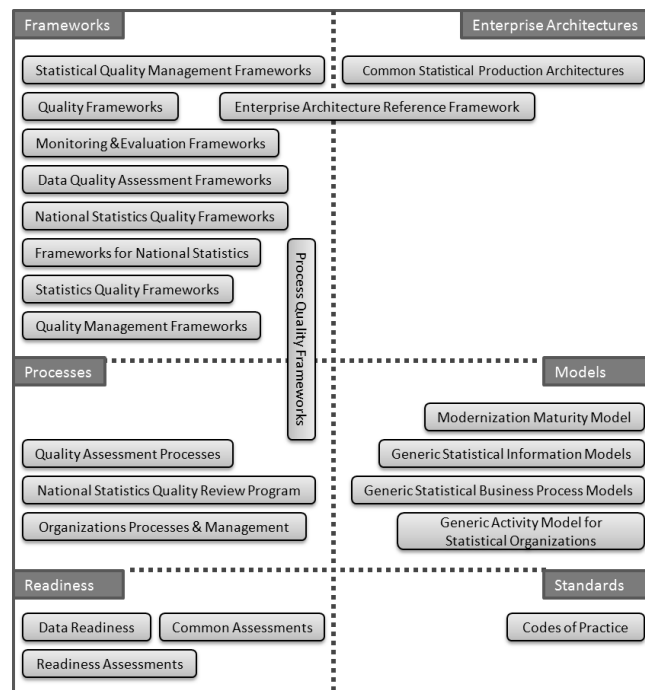 Frameworks
Enterprise Architectures
Statistical Quality Management Frameworks
Common Statistical Production Architectures
Quality Frameworks
Enterprise Architecture Reference Framework
Monitoring &Evaluation Frameworks
Data Quality Assessment Frameworks
National Statistics Quality Frameworks
Frameworks for National Statistics
Statistics Quality Frameworks
Quality Management Frameworks
Process Quality Frameworks
Processes
Models
Modernization Maturity Model
Quality Assessment Processes
Generic Statistical Information Models
National Statistics Quality Review Program
Generic Statistical Business Process Models
Organizations Processes & Management
Generic Activity Model for
Statistical Organizations
Readiness
Standards
Data Readiness
Common Assessments
Codes of Practice
Readiness Assessments